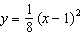 y = 1/8 (x − 1)²